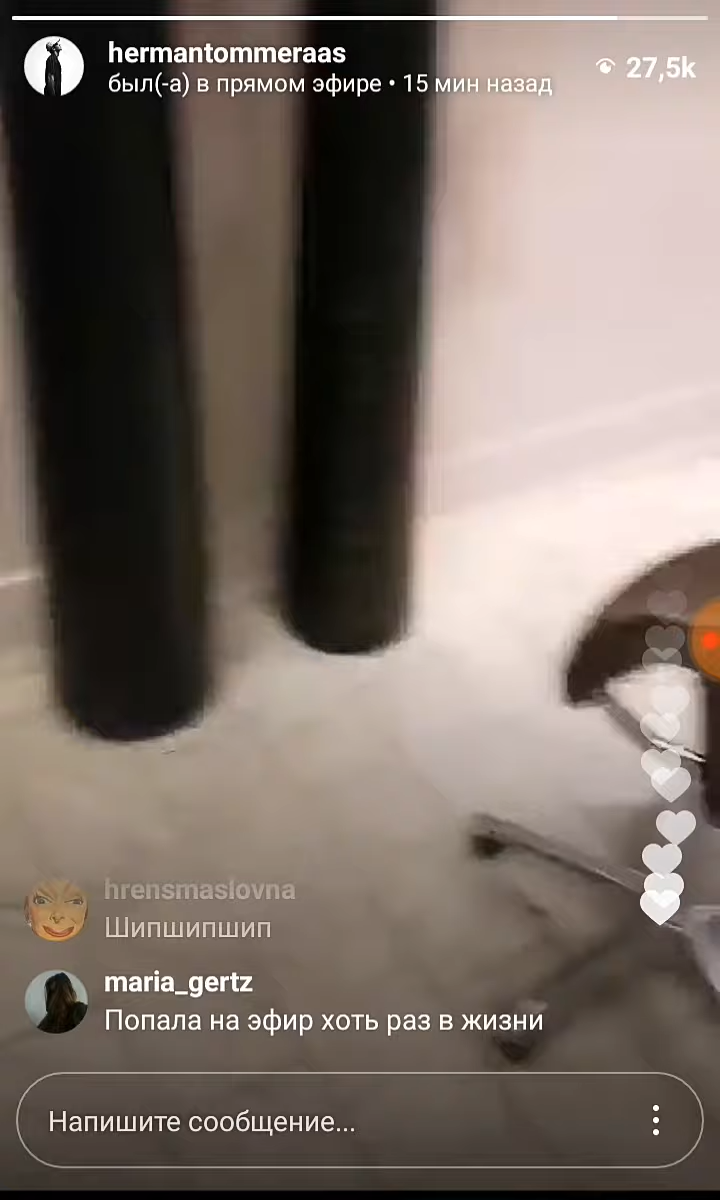 hermantommeraas
был(-а) в прямом эфире • 15 мин назад
27,5k
hrensmaslovna
Шипшипшип
maria_gertz
Попала на эфир хоть раз в жизни
Напишите сообщение...